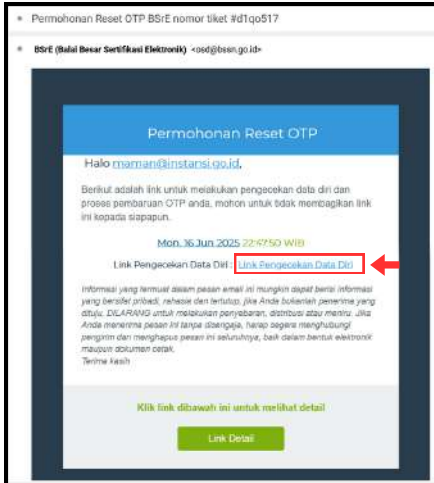 Permohonan Reset OTP BSrE nomor tiket #d1qo517
BSrE (Balai Besar Sertifikasi Elektronik) <osd@bssn.go.id>
Permohonan Reset OTP
Halo maman@instansi.go.id,
Berikut adalah link untuk melakukan pengecekan data diri dan
proses pembaruan OTP anda, mohon untuk tidak membagikan link
ini kepada siapapun.
Mon, 16 Jun 2025 22:47:50 WIB
Link Pengecekan Data Diri : Link Pengecekan Data Diri
Informasi yang termuat dalam pesan email ini mungkin dapat berisi informasi
yang bersifat pribadi, rahasia dan tertutup, jika Anda bukanlah penerima yang
dituju, DILARANG untuk melakukan penyebaran, distribusi atau meniru. Jika
Anda menerima pesan ini tanpa disengaja, harap segera menghubungi
pengirim dan menghapus pesan ini seluruhnya, baik dalam bentuk elektronik
maupun dokumen cetak.
Terima kasih
Klik link dibawah ini untuk melihat detail
Link Detail